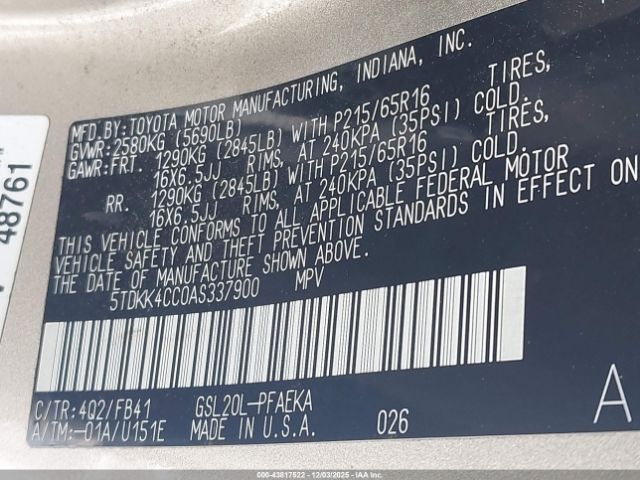 MFD.BY:TOYOTA MOTOR MANUFACTURING, INDIANA, INC.
GVWR:2580KG (5690LB)
GAWR:FRT. 1290KG (2845LB) WITH P215/65R16 TIRES,
16X6.5JJ RIMS, AT 240KPA (35PSI) COLD.
RR. 1290KG (2845LB) WITH P215/65R16 TIRES,
16X6.5JJ RIMS, AT 240KPA (35PSI) COLD.
THIS VEHICLE CONFORMS TO ALL APPLICABLE FEDERAL MOTOR
VEHICLE SAFETY AND THEFT PREVENTION STANDARDS IN EFFECT ON
THE DATE OF MANUFACTURE SHOWN ABOVE.
5TDKK4CC0AS337900 MPV
C/TR:4Q2/FB41 GSL20L-PFAEKA
A/TM:-01A/U151E MADE IN U.S.A. 026
A
48761
000-43817522 - 12/03/2025 - IAAI.COM